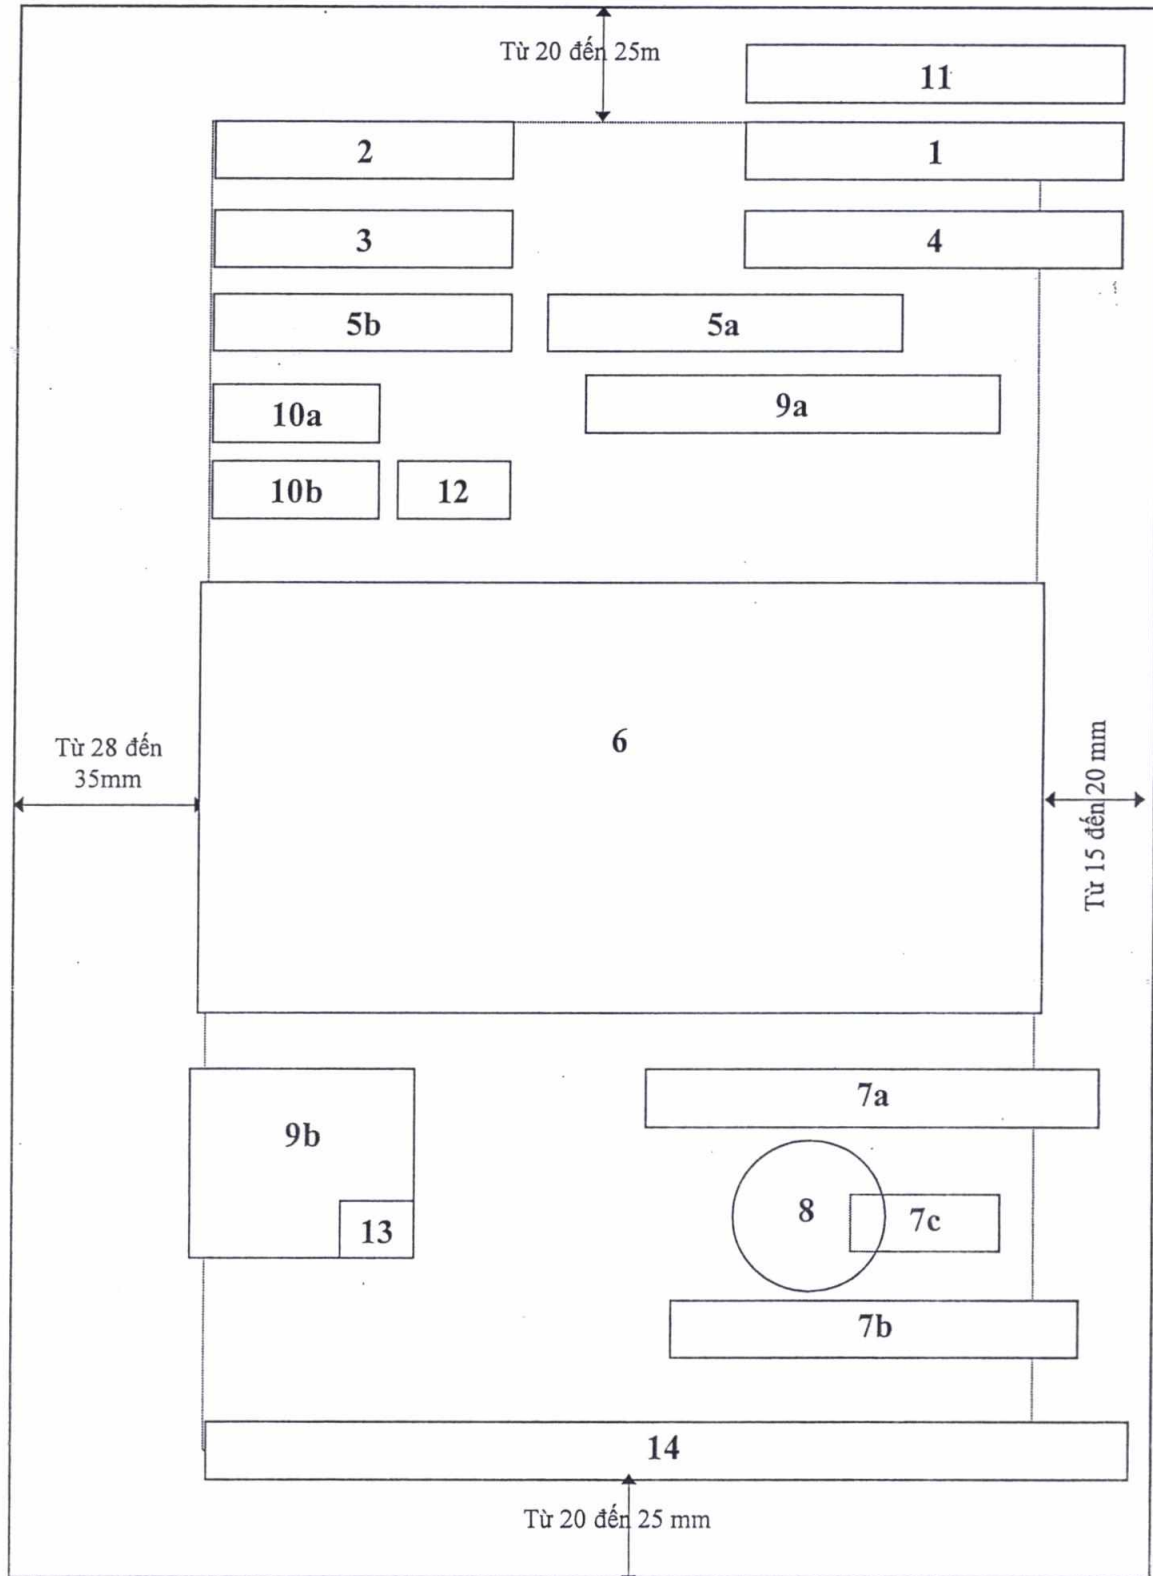 Từ 20 đến 25m
11
2
1
3
4
5b
5a
10a
9a
10b
12
6
Từ 28 đến
35mm
Từ 15 đến 20 mm
7a
9b
8
7c
13
7b
14
Từ 20 đến 25 mm